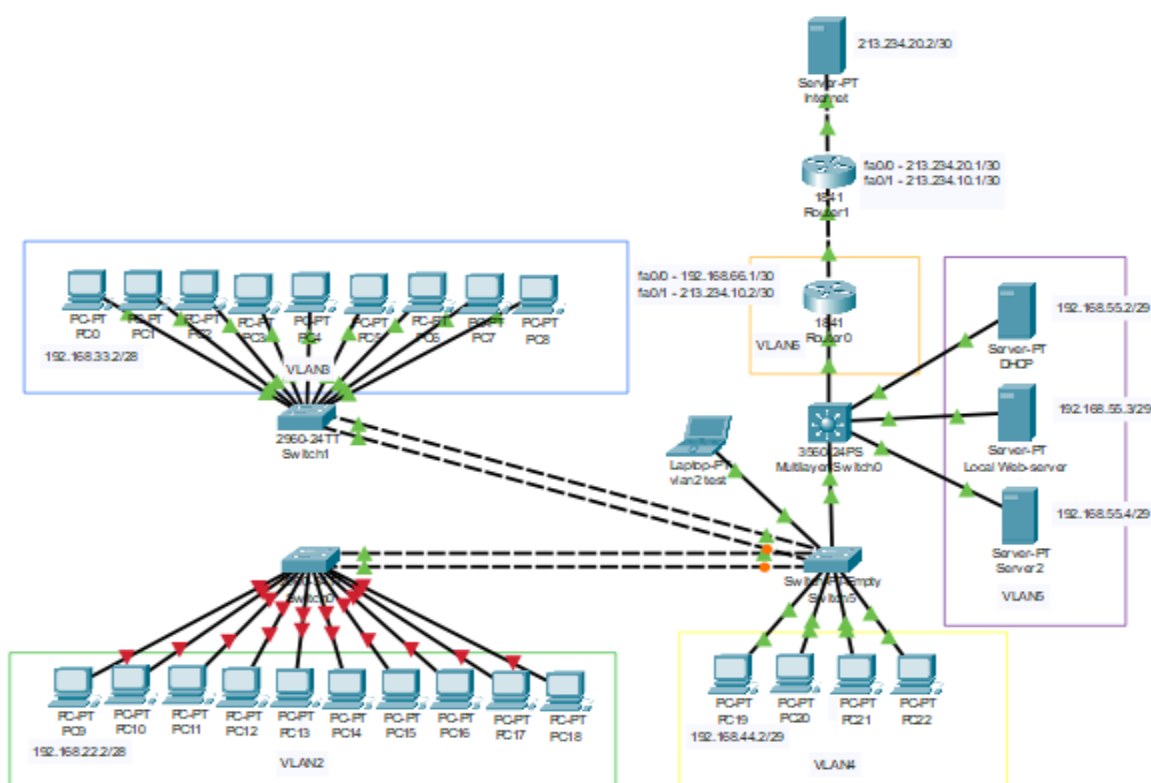 213.234.20.2/30
Server-PT
Internet
fa0/0 - 213.234.20.1/30
fa0/1 - 213.234.10.1/30
1841
Router1
fa0/0 - 192.168.66.1/30
fa0/1 - 213.234.10.2/30
1841
Router0
VLAN6
PC-PT
PC0
PC-PT
PC1
PC-PT
PC2
PC-PT
PC3
PC-PT
PC4
PC-PT
PC5
PC-PT
PC6
PC-PT
PC7
PC-PT
PC8
192.168.33.2/28
VLAN3
2960-24TT
Switch1
192.168.55.2/29
Server-PT
DHCP
192.168.55.3/29
Server-PT
Local Web-server
192.168.55.4/29
Server-PT
Server2
VLAN5
3560-24PS
Multilayer Switch0
Laptop-PT
vlan2 test
Switch0
Switch-PT-Empty
Switch5
PC-PT
PC9
PC-PT
PC10
PC-PT
PC11
PC-PT
PC12
PC-PT
PC13
PC-PT
PC14
PC-PT
PC15
PC-PT
PC16
PC-PT
PC17
PC-PT
PC18
192.168.22.2/28
VLAN2
PC-PT
PC19
PC-PT
PC20
PC-PT
PC21
PC-PT
PC22
192.168.44.2/29
VLAN4